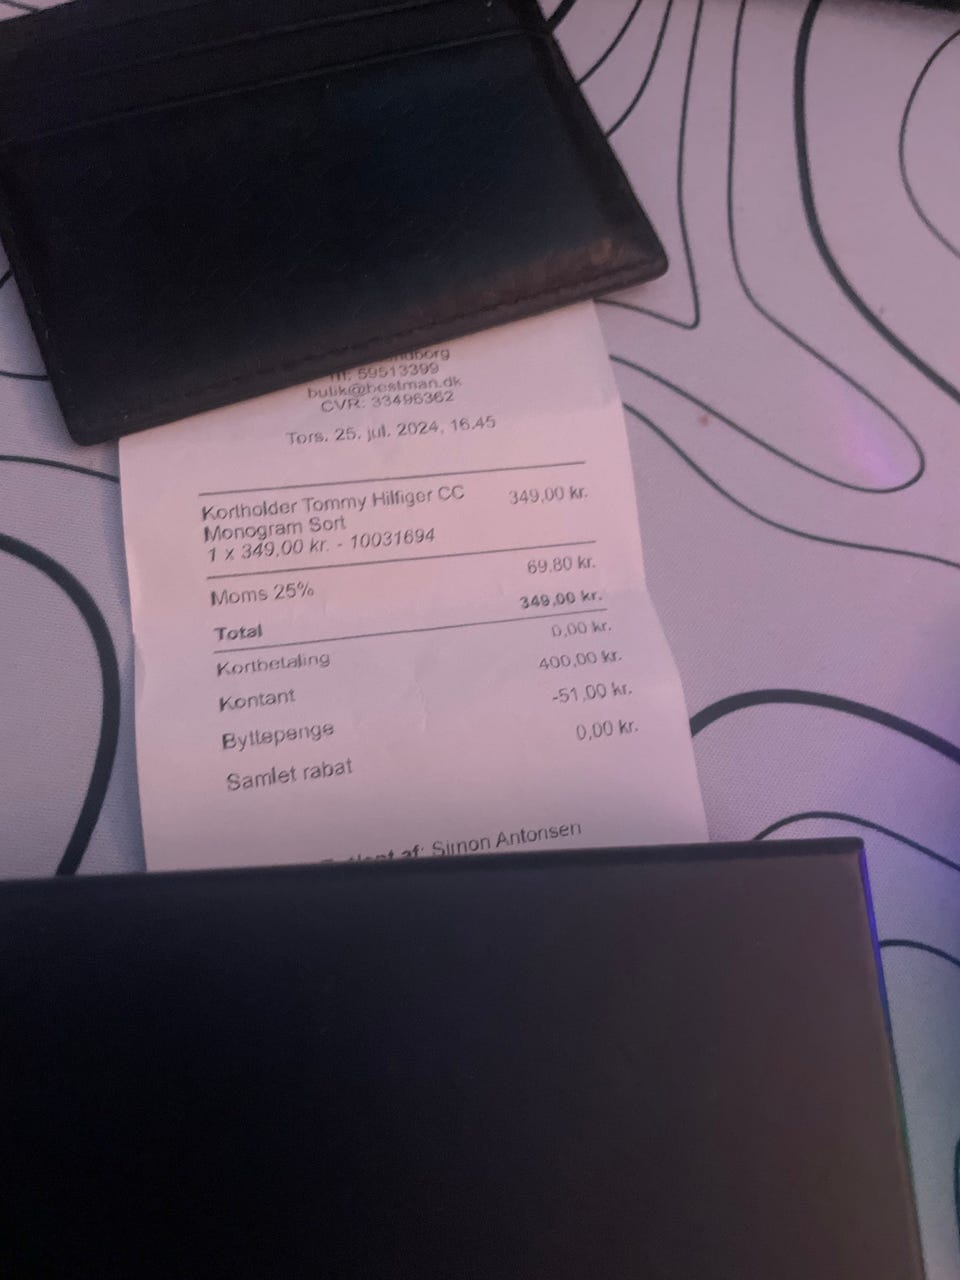 Tlf: 59513399
butik@bestman.dk
CVR: 33496362
Tors. 25. jul. 2024, 16.45
Kortholder Tommy Hilfiger CC 349,00 kr.
Monogram Sort
1 x 349,00 kr. - 10031694
Moms 25% 69,80 kr.
Total 349,00 kr.
Kortbetaling 0,00 kr.
Kontant 400,00 kr.
Byttepenge -51,00 kr.
Samlet rabat 0,00 kr.
af: Simon Antonsen